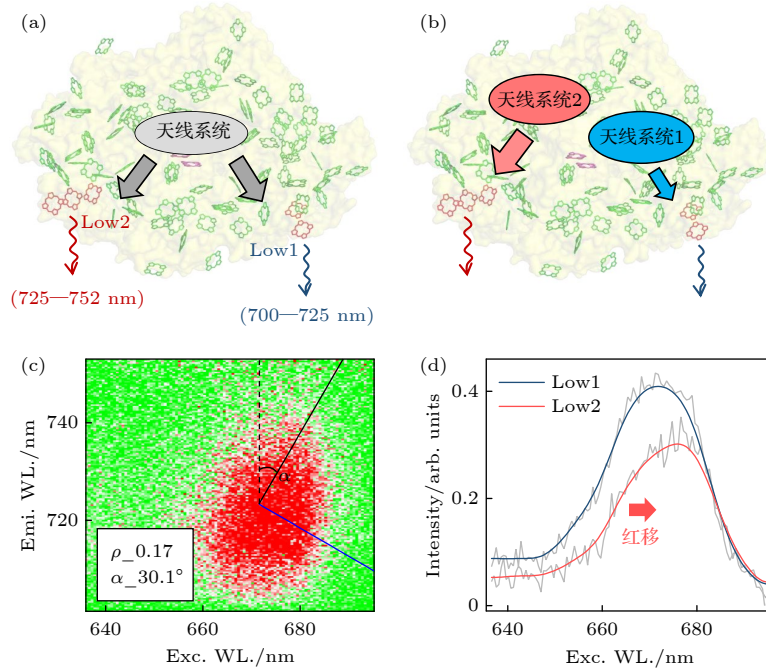 (a)
天线系统
Low2
Low1
(725—752 nm)
(700—725 nm)
(b)
天线系统2
天线系统1
(c)
Emi. WL./nm
740
720
α
ρ_0.17
α_30.1°
640
660
680
Exc. WL./nm
(d)
Intensity/arb. units
0.4
0.2
0
Low1
Low2
红移
640
660
680
Exc. WL./nm